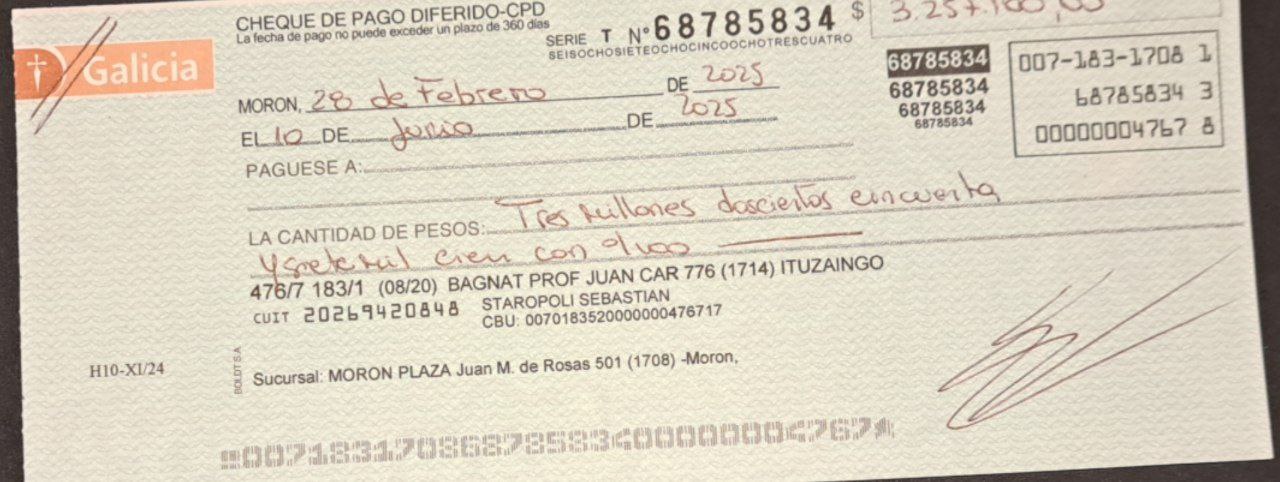 CHEQUE DE PAGO DIFERIDO-CPD
La fecha de pago no puede exceder un plazo de 360 días
SERIE T N° 68785834
SEISOCHOSIETEOCHOCINCOOCHOTRESCUATRO
$ 3.257.100,00
Galicia
68785834
68785834
68785834
68785834
007-183-1708 1
68785834 3
00000004767 8
MORON, 28 de Febrero DE 2025
EL 10 DE Junio DE 2025
PAGUESE A:
LA CANTIDAD DE PESOS: Tres millones doscientos cincuenta
y siete mil cien con 0/00
476/7 183/1 (08/20) BAGNAT PROF JUAN CAR 776 (1714) ITUZAINGO
CUIT 20269420848 STAROPOLI SEBASTIAN
CBU: 0070183520000000476717
H10-XI/24
BOLDT S.A
Sucursal: MORON PLAZA Juan M. de Rosas 501 (1708) -Moron,
00718317086878583400000004767